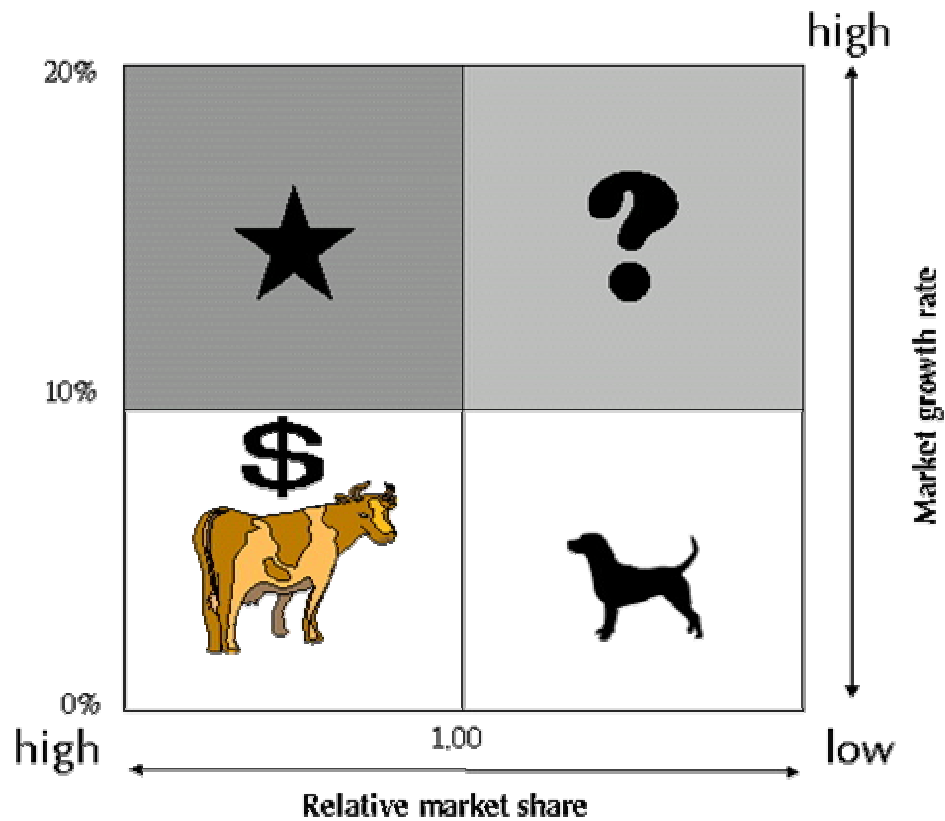 high
20%
?
10%
$
Market growth rate
0%
high
1,00
low
Relative market share